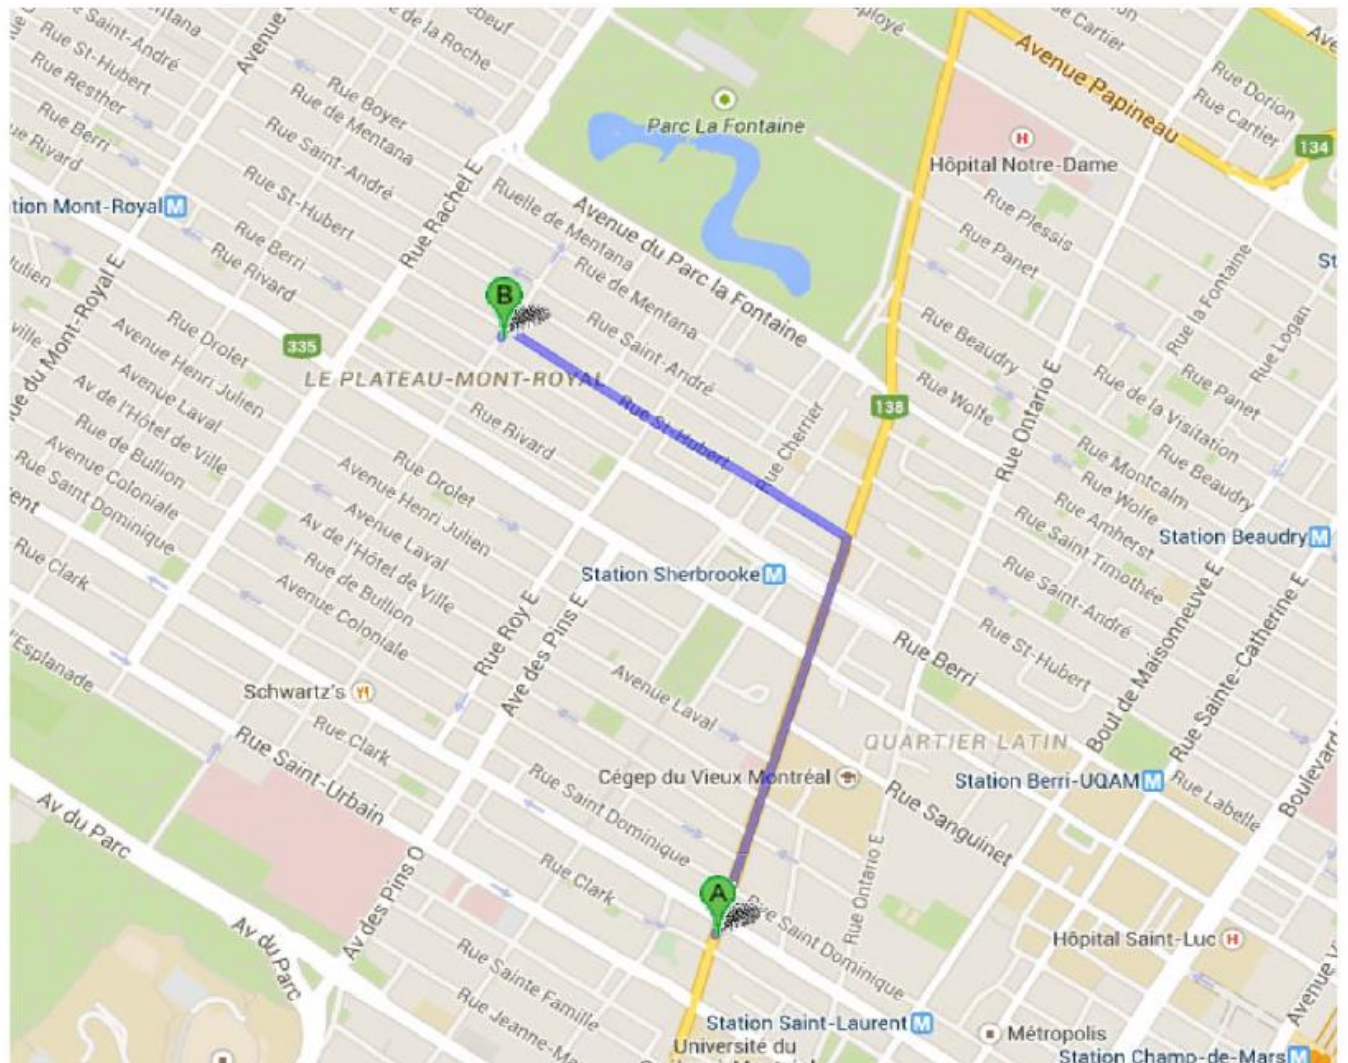 Rue Saint-André
Rue St-Hubert
Rue Resther
Rue Berri
Rue Rivard
Avenue
de la Roche
Rue Boyer
Rue de Mentana
Rue Saint-André
Rue St-Hubert
Rue Berri
Rue Rivard
Rue Rachel E
Parc La Fontaine
Avenue Papineau
Rue Cartier
Rue Dorion
Rue Cartier
134
H
Hôpital Notre-Dame
Rue Plessis
Rue Panet
tion Mont-Royal M
Ruelle de Mentana
Avenue du Parc la Fontaine
Rue de Mentana
Rue Saint-André
B
335
LE PLATEAU-MONT-ROYAL
ue du Mont-Royal E
Rue Drolet
Avenue Henri Julien
Avenue Laval
Av de l'Hôtel de Ville
Rue de Bullion
Avenue Coloniale
Rue Saint Dominique
Rue Clark
l'Esplanade
Rue Rivard
Rue St-Hubert
Rue Cherrier
138
Rue Beaudry
Rue Wolfe
Rue Ontario E
Rue la Fontaine
Rue Logan
Rue Panet
Rue de la Visitation
Rue Beaudry
Rue Montcalm
Rue Wolfe
Rue Amherst
Rue Saint Timothée
Rue Saint-André
Rue St-Hubert
Station Beaudry M
Rue Drolet
Avenue Henri Julien
Avenue Laval
Av de l'Hôtel de Ville
Rue de Bullion
Avenue Coloniale
Station Sherbrooke M
Rue Roy E
Ave des Pins E
Rue Berri
Boul de Maisonneuve E
Rue Sainte-Catherine E
Schwartz's
Rue Clark
Rue Saint-Urbain
Avenue Laval
QUARTIER LATIN
Cégep du Vieux Montréal
Station Berri-UQAM M
Rue Labelle
Boulevard
Rue Sanguinet
Av du Parc
Rue Saint Dominique
Rue Clark
Av des Pins O
A
Rue Saint Dominique
Rue Ontario E
Hôpital Saint-Luc H
Av du Parc
Rue Sainte Famille
Rue Jeanne-Ma
Station Saint-Laurent M
Université du
Métropolis
Avenue V
Station Champ-de-Mars M